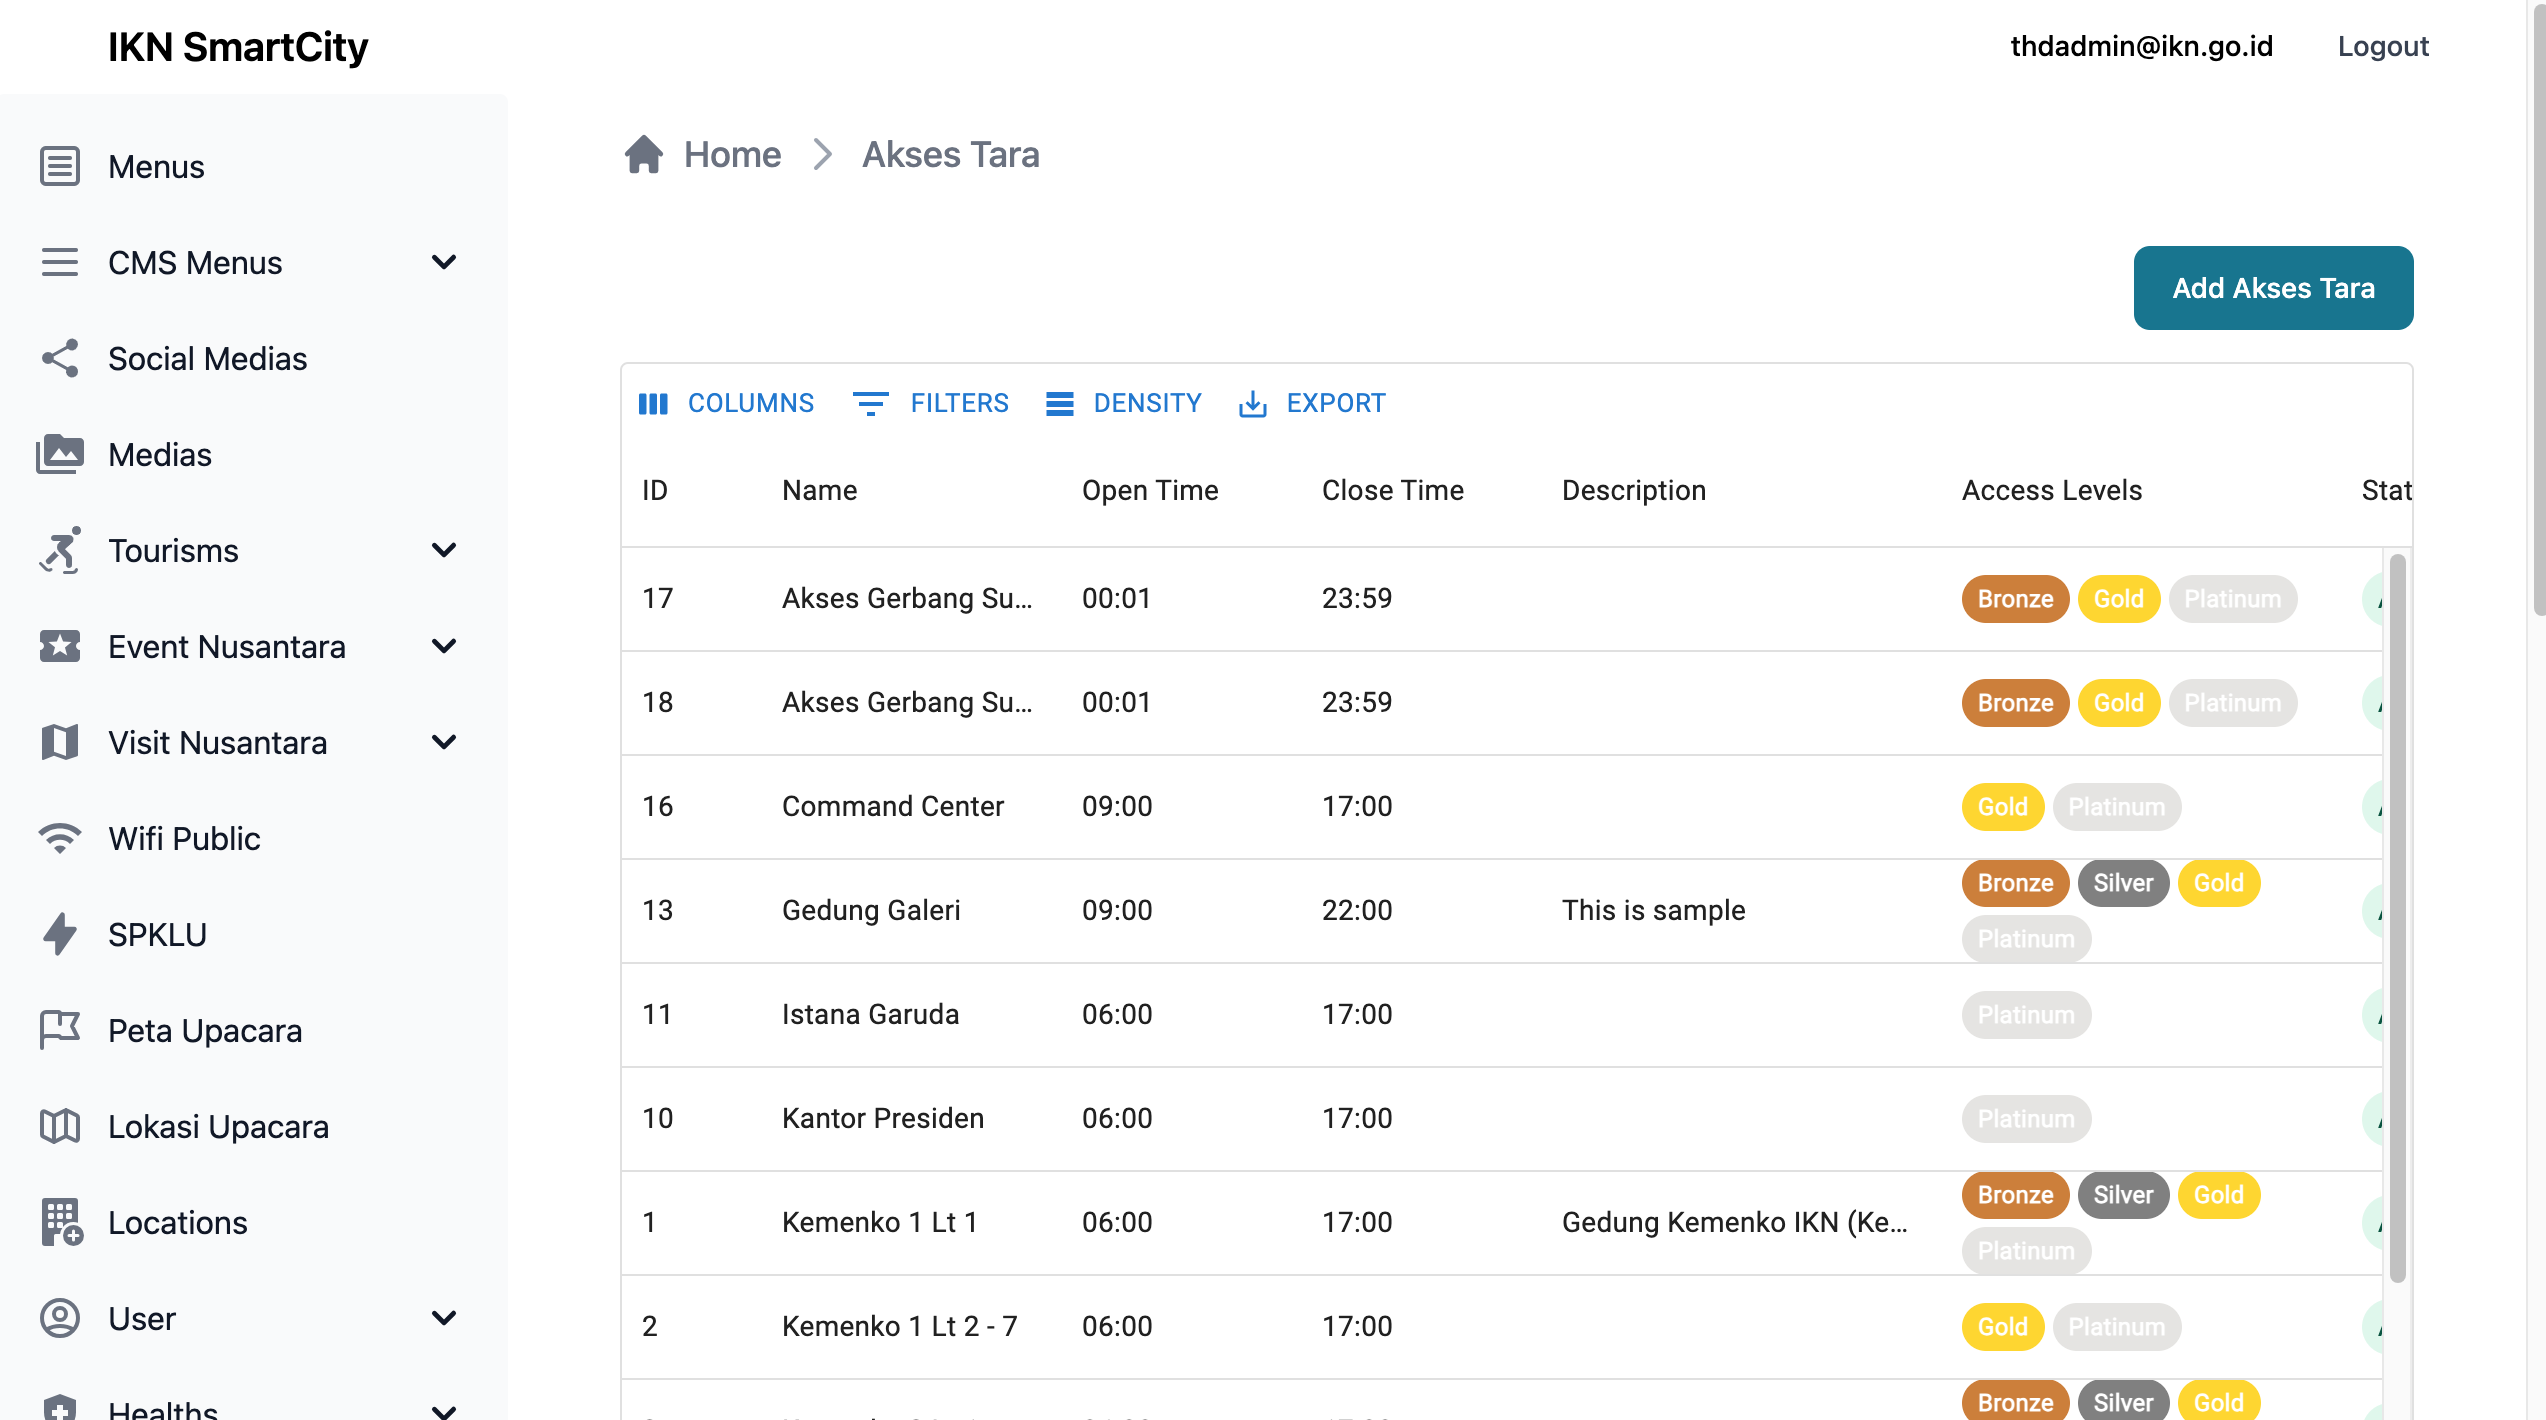 IKN SmartCity
thdadmin@ikn.go.id Logout
Menus
CMS Menus
Social Medias
Medias
Tourisms
Event Nusantara
Visit Nusantara
Wifi Public
SPKLU
Peta Upacara
Lokasi Upacara
Locations
User
Healths
Home Akses Tara
Add Akses Tara
COLUMNS FILTERS DENSITY EXPORT
ID Name Open Time Close Time Description Access Levels Stat
17 Akses Gerbang Su... 00:01 23:59 Bronze Gold Platinum
18 Akses Gerbang Su... 00:01 23:59 Bronze Gold Platinum
16 Command Center 09:00 17:00 Gold Platinum
13 Gedung Galeri 09:00 22:00 This is sample Bronze Silver Gold
Platinum
11 Istana Garuda 06:00 17:00 Platinum
10 Kantor Presiden 06:00 17:00 Platinum
1 Kemenko 1 Lt 1 06:00 17:00 Gedung Kemenko IKN (Ke... Bronze Silver Gold
Platinum
2 Kemenko 1 Lt 2 - 7 06:00 17:00 Gold Platinum
Bronze Silver Gold